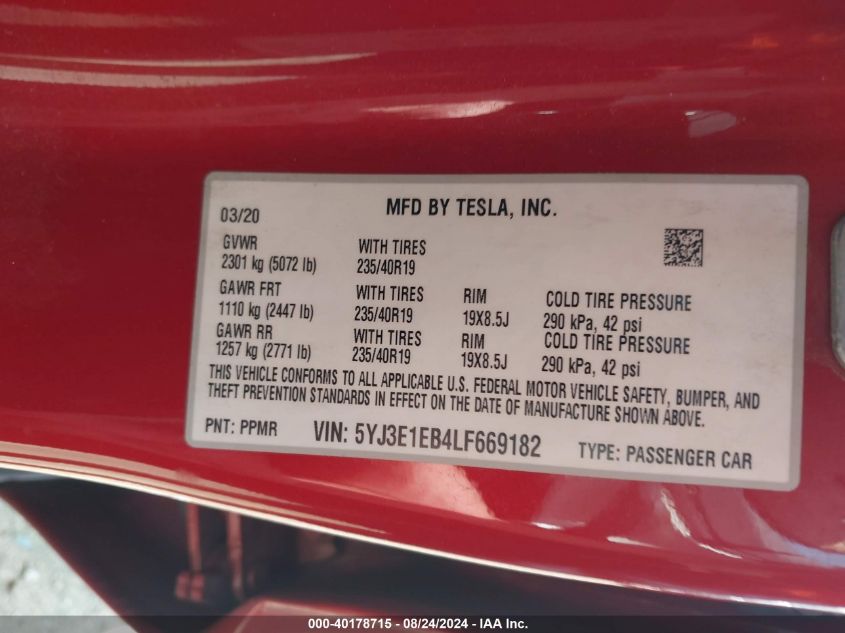 MFD BY TESLA, INC.
03/20
GVWR WITH TIRES
2301 kg (5072 lb) 235/40R19
GAWR FRT WITH TIRES RIM COLD TIRE PRESSURE
1110 kg (2447 lb) 235/40R19 19X8.5J 290 kPa, 42 psi
GAWR RR WITH TIRES RIM COLD TIRE PRESSURE
1257 kg (2771 lb) 235/40R19 19X8.5J 290 kPa, 42 psi
THIS VEHICLE CONFORMS TO ALL APPLICABLE U.S. FEDERAL MOTOR VEHICLE SAFETY, BUMPER, AND
THEFT PREVENTION STANDARDS IN EFFECT ON THE DATE OF MANUFACTURE SHOWN ABOVE.
PNT: PPMR VIN: 5YJ3E1EB4LF669182 TYPE: PASSENGER CAR
000-40178715 - 08/24/2024 - IAA Inc.